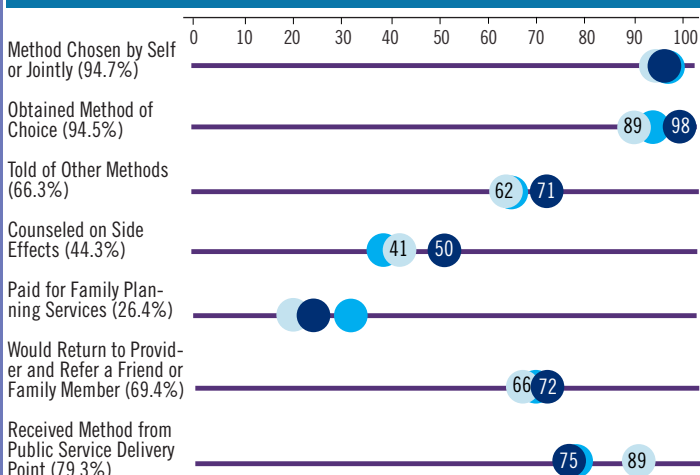 0 10 20 30 40 50 60 70 80 90 100
Method Chosen by Self
or Jointly (94.7%)
Obtained Method of
Choice (94.5%)
89 98
Told of Other Methods
(66.3%)
62 71
Counseled on Side
Effects (44.3%)
41 50
Paid for Family Plan-
ning Services (26.4%)
Would Return to Provid-
er and Refer a Friend or
Family Member (69.4%)
66 72
Received Method from
Public Service Delivery
Point (79.3%)
75 89